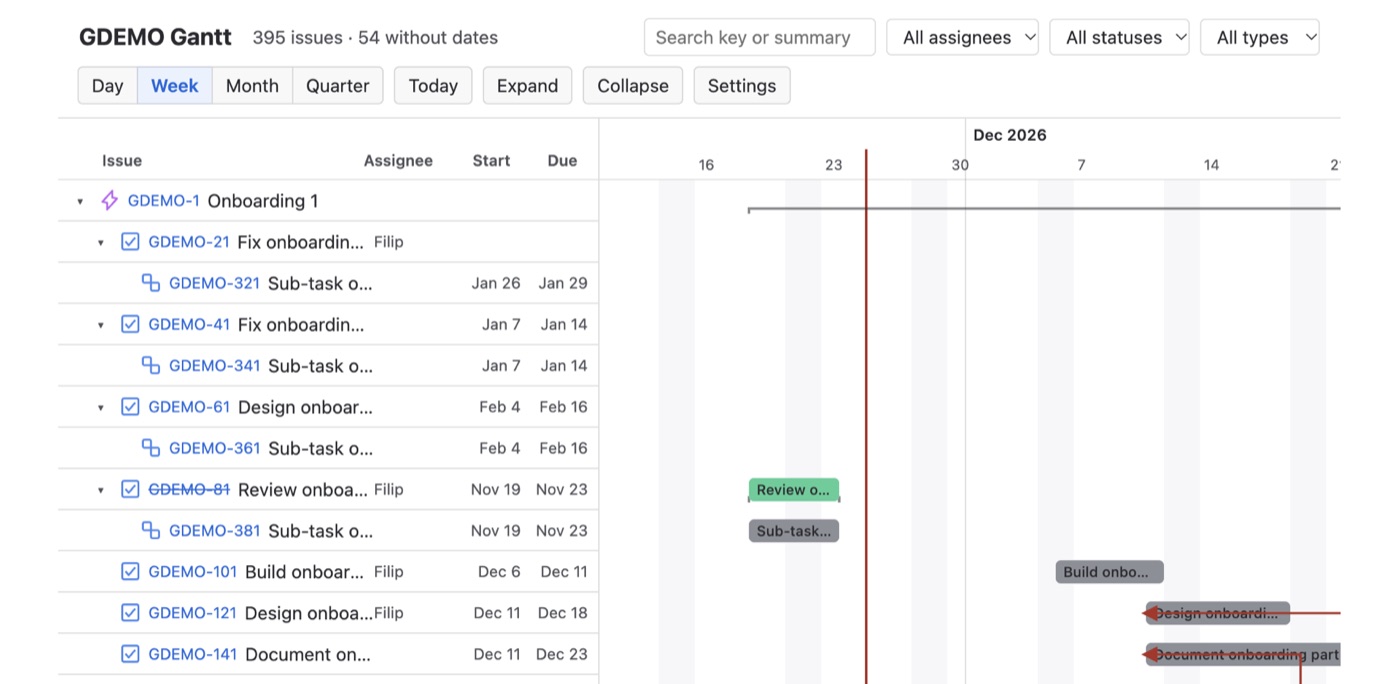 GDEMO Gantt 395 issues · 54 without dates Search key or summary All assignees All statuses All types
Day Week Month Quarter Today Expand Collapse Settings
Dec 2026
Issue Assignee Start Due 16 23 30 7 14
GDEMO-1 Onboarding 1
GDEMO-21 Fix onboardin... Filip
GDEMO-321 Sub-task o... Jan 26 Jan 29
GDEMO-41 Fix onboardin... Jan 7 Jan 14
GDEMO-341 Sub-task o... Jan 7 Jan 14
GDEMO-61 Design onboar... Feb 4 Feb 16
GDEMO-361 Sub-task o... Feb 4 Feb 16
GDEMO-81 Review onboa... Filip Nov 19 Nov 23 Review o...
GDEMO-381 Sub-task o... Nov 19 Nov 23 Sub-task...
GDEMO-101 Build onboar... Filip Dec 6 Dec 11 Build onbo...
GDEMO-121 Design onboa... Filip Dec 11 Dec 18 Design onboardi...
GDEMO-141 Document on... Dec 11 Dec 23 Document onboarding part